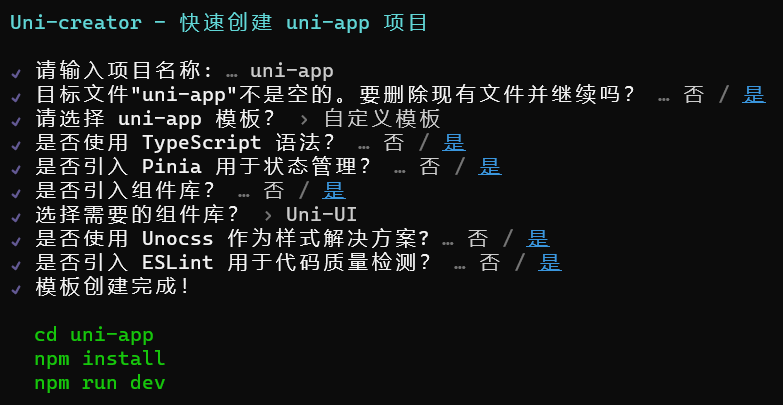 Uni-creator - 快速创建 uni-app 项目
✔ 请输入项目名称: … uni-app
✔ 目标文件"uni-app"不是空的。要删除现有文件并继续吗? … 否 / 是
✔ 请选择 uni-app 模板? › 自定义模板
✔ 是否使用 TypeScript 语法? … 否 / 是
✔ 是否引入 Pinia 用于状态管理? … 否 / 是
✔ 是否引入组件库? … 否 / 是
✔ 选择需要的组件库? › Uni-UI
✔ 是否使用 Unocss 作为样式解决方案? … 否 / 是
✔ 是否引入 ESLint 用于代码质量检测? … 否 / 是
✔ 模板创建完成!
cd uni-app
npm install
npm run dev